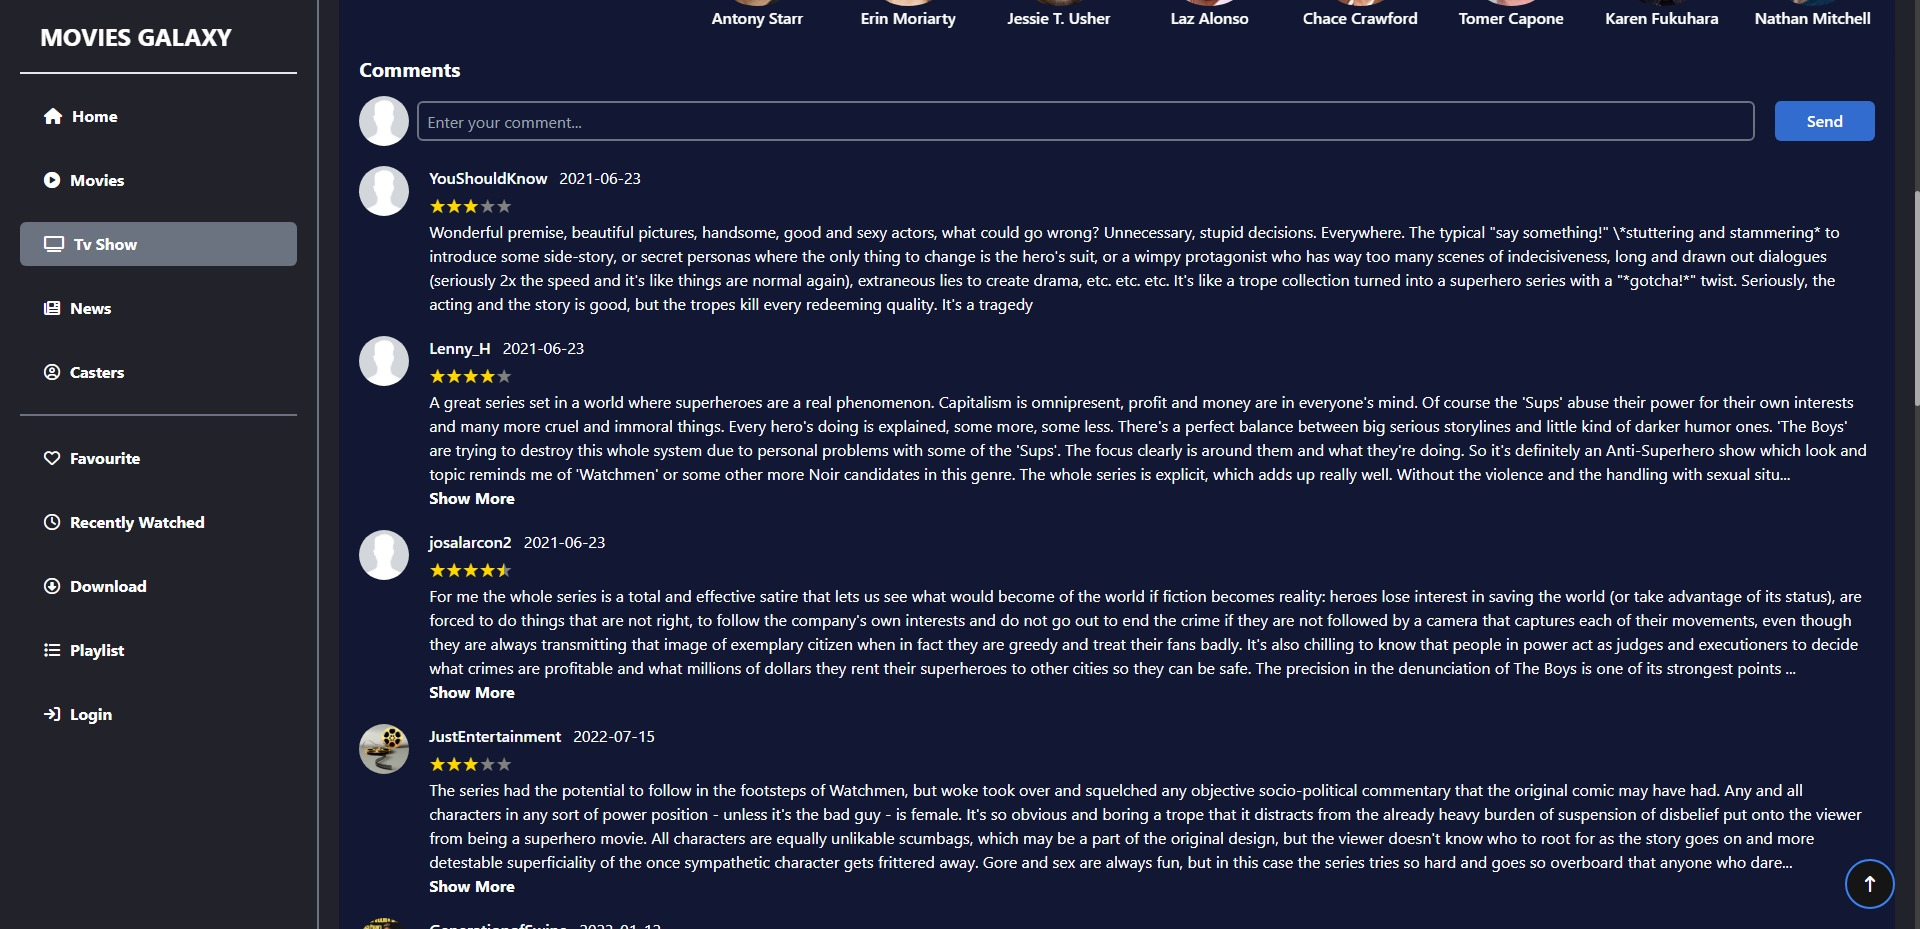 MOVIES GALAXY
Home
Movies
Tv Show
News
Casters
Favourite
Recently Watched
Download
Playlist
Login
Antony Starr
Erin Moriarty
Jessie T. Usher
Laz Alonso
Chace Crawford
Tomer Capone
Karen Fukuhara
Nathan Mitchell
Comments
Enter your comment...
Send
YouShouldKnow 2021-06-23
Wonderful premise, beautiful pictures, handsome, good and sexy actors, what could go wrong? Unnecessary, stupid decisions. Everywhere. The typical "say something!" \*stuttering and stammering* to
introduce some side-story, or secret personas where the only thing to change is the hero's suit, or a wimpy protagonist who has way too many scenes of indecisiveness, long and drawn out dialogues
(seriously 2x the speed and it's like things are normal again), extraneous lies to create drama, etc. etc. etc. It's like a trope collection turned into a superhero series with a "*gotcha!*" twist. Seriously, the
acting and the story is good, but the tropes kill every redeeming quality. It's a tragedy
Lenny_H 2021-06-23
A great series set in a world where superheroes are a real phenomenon. Capitalism is omnipresent, profit and money are in everyone's mind. Of course the 'Sups' abuse their power for their own interests
and many more cruel and immoral things. Every hero's doing is explained, some more, some less. There's a perfect balance between big serious storylines and little kind of darker humor ones. 'The Boys'
are trying to destroy this whole system due to personal problems with some of the 'Sups'. The focus clearly is around them and what they're doing. So it's definitely an Anti-Superhero show which look and
topic reminds me of 'Watchmen' or some other more Noir candidates in this genre. The whole series is explicit, which adds up really well. Without the violence and the handling with sexual situ...
Show More
josalarcon2 2021-06-23
For me the whole series is a total and effective satire that lets us see what would become of the world if fiction becomes reality: heroes lose interest in saving the world (or take advantage of its status), are
forced to do things that are not right, to follow the company's own interests and do not go out to end the crime if they are not followed by a camera that captures each of their movements, even though
they are always transmitting that image of exemplary citizen when in fact they are greedy and treat their fans badly. It's also chilling to know that people in power act as judges and executioners to decide
what crimes are profitable and what millions of dollars they rent their superheroes to other cities so they can be safe. The precision in the denunciation of The Boys is one of its strongest points ...
Show More
JustEntertainment 2022-07-15
The series had the potential to follow in the footsteps of Watchmen, but woke took over and squelched any objective socio-political commentary that the original comic may have had. Any and all
characters in any sort of power position - unless it's the bad guy - is female. It's so obvious and boring a trope that it distracts from the already heavy burden of suspension of disbelief put onto the viewer
from being a superhero movie. All characters are equally unlikable scumbags, which may be a part of the original design, but the viewer doesn't know who to root for as the story goes on and more
detestable superficiality of the once sympathetic character gets frittered away. Gore and sex are always fun, but in this case the series tries so hard and goes so overboard that anyone who dare...
Show More